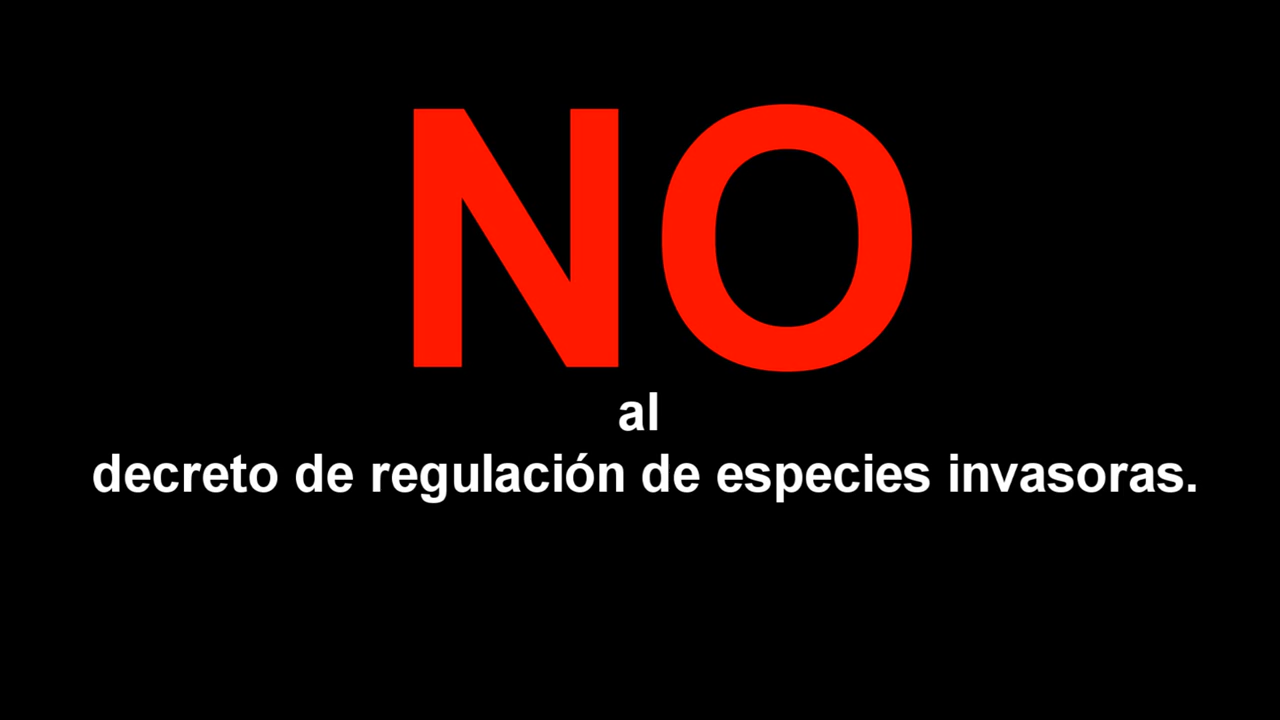 NO
al
decreto de regulación de especies invasoras.